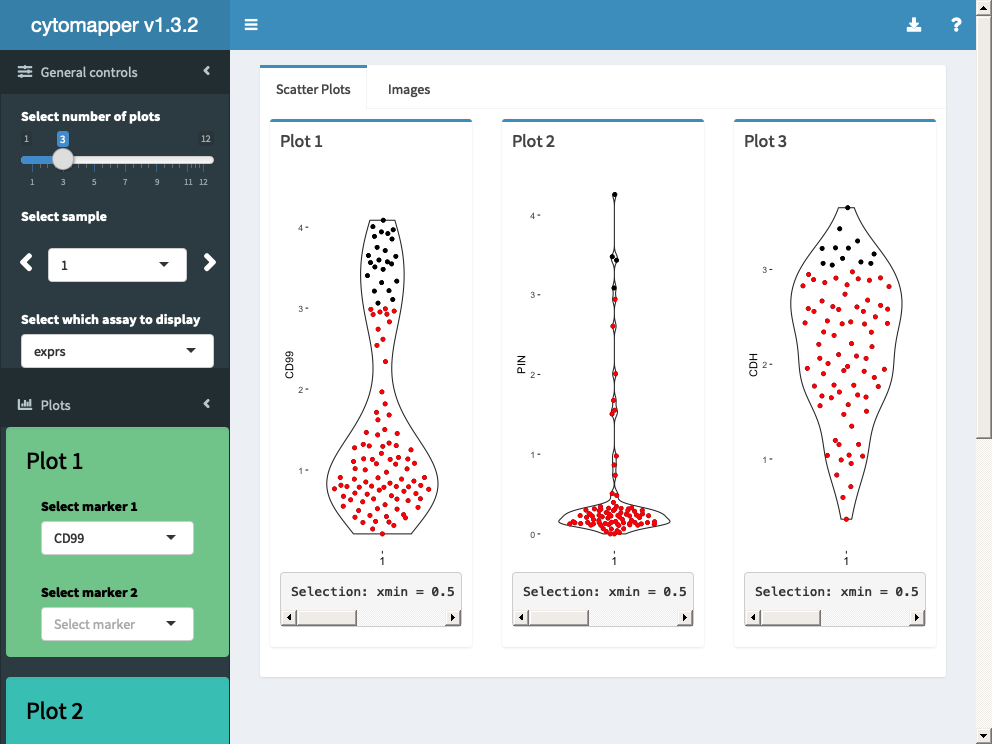 cytomapper v1.3.2
?
General controls
Select number of plots
1 3 12
1 3 5 7 9 11 12
Select sample
1
Select which assay to display
exprs
Plots
Plot 1
Select marker 1
CD99
Select marker 2
Select marker
Plot 2
Scatter Plots
Images
Plot 1
4
3
2
1
CD99
1
Selection: xmin = 0.5
Plot 2
4
3
2
1
0
PIN
1
Selection: xmin = 0.5
Plot 3
3
2
1
CDH
1
Selection: xmin = 0.5